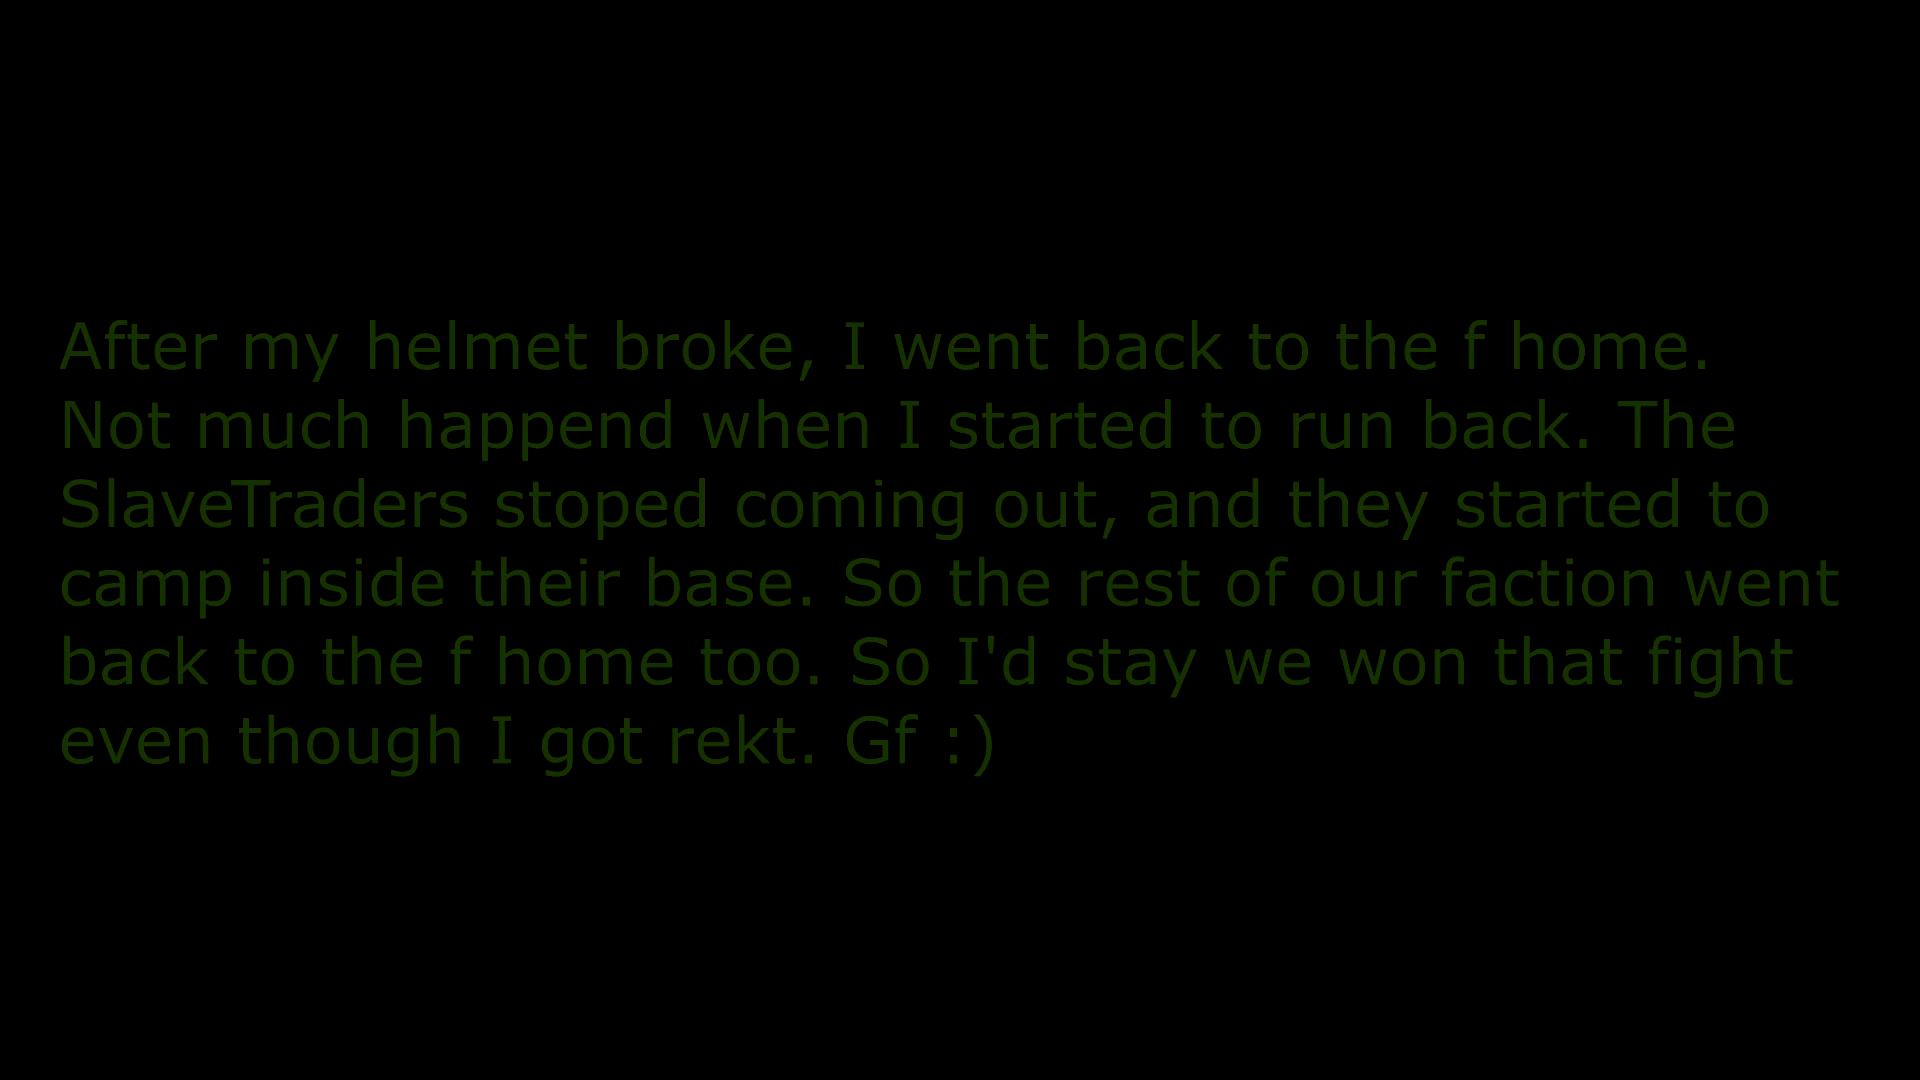 After my helmet broke, I went back to the f home.
Not much happend when I started to run back. The
SlaveTraders stoped coming out, and they started to
camp inside their base. So the rest of our faction went
back to the f home too. So I'd stay we won that fight
even though I got rekt. Gf :)